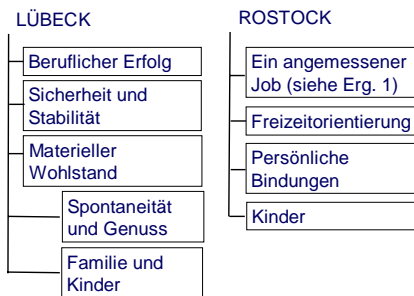 LÜBECK
Beruflicher Erfolg
Sicherheit und
Stabilität
Materieller
Wohlstand
Spontaneität
und Genuss
Familie und
Kinder
ROSTOCK
Ein angemessener
Job (siehe Erg. 1)
Freizeitorientierung
Persönliche
Bindungen
Kinder